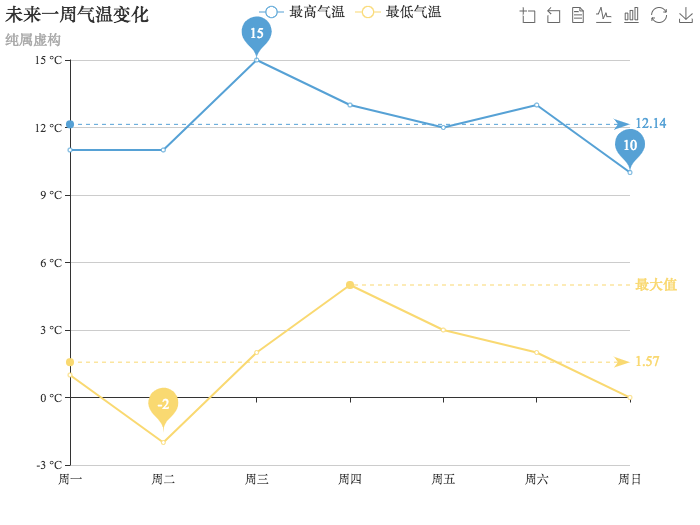 未来一周气温变化
纯属虚构
最高气温 最低气温
15 °C
12 °C
9 °C
6 °C
3 °C
0 °C
-3 °C
周一 周二 周三 周四 周五 周六 周日
15
12.14
10
最大值
1.57
-2